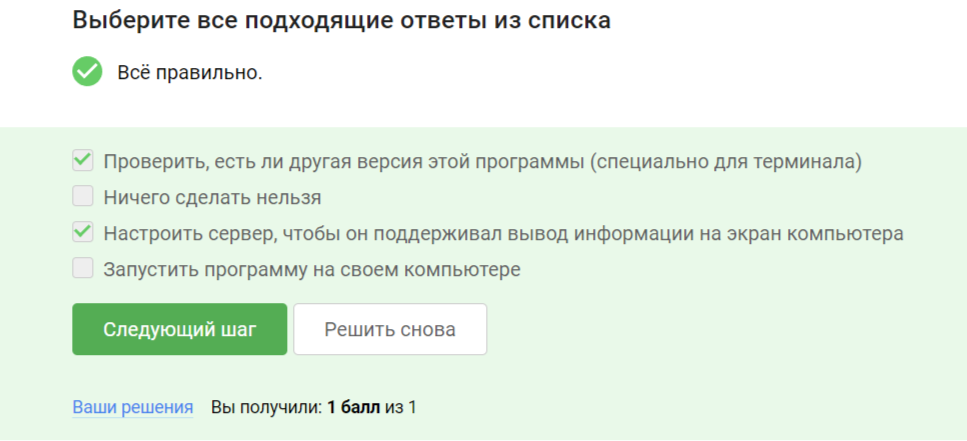 Выберите все подходящие ответы из списка
Всё правильно.
Проверить, есть ли другая версия этой программы (специально для терминала)
Ничего сделать нельзя
Настроить сервер, чтобы он поддерживал вывод информации на экран компьютера
Запустить программу на своем компьютере
Следующий шаг Решить снова
Ваши решения Вы получили: 1 балл из 1